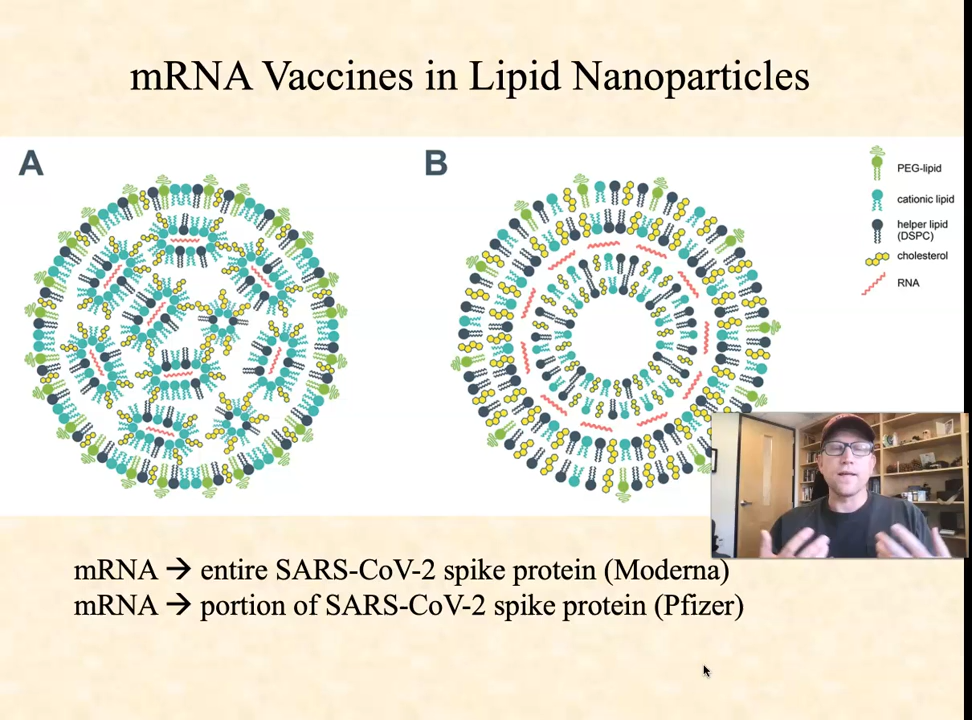 mRNA Vaccines in Lipid Nanoparticles
A
B
PEG-lipid
cationic lipid
helper lipid
(DSPC)
cholesterol
RNA
mRNA → entire SARS-CoV-2 spike protein (Moderna)
mRNA → portion of SARS-CoV-2 spike protein (Pfizer)